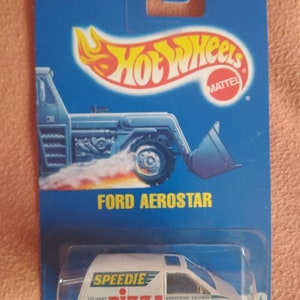 Hot Wheels
MATTEL
FORD AEROSTAR
SPEEDIE
PIZZA